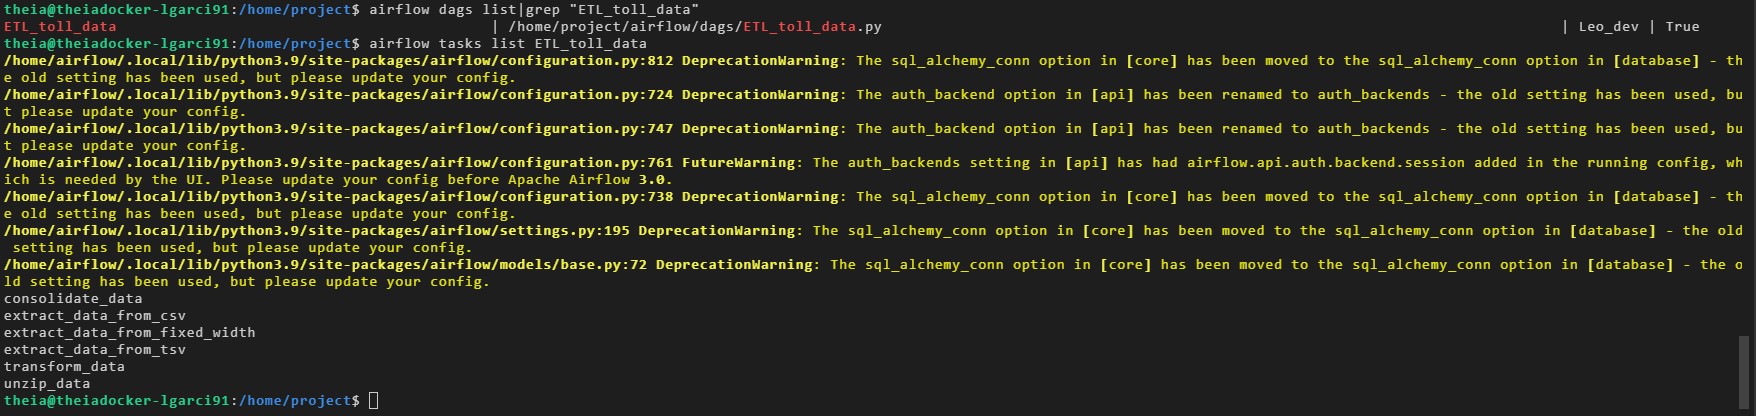 theia@theiadocker-lgarci91:/home/project$ airflow dags list|grep "ETL_toll_data"
ETL_toll_data | /home/project/airflow/dags/ETL_toll_data.py | Leo_dev | True
theia@theiadocker-lgarci91:/home/project$ airflow tasks list ETL_toll_data
/home/airflow/.local/lib/python3.9/site-packages/airflow/configuration.py:812 DeprecationWarning: The sql_alchemy_conn option in [core] has been moved to the sql_alchemy_conn option in [database] - th
e old setting has been used, but please update your config.
/home/airflow/.local/lib/python3.9/site-packages/airflow/configuration.py:724 DeprecationWarning: The auth_backend option in [api] has been renamed to auth_backends - the old setting has been used, bu
t please update your config.
/home/airflow/.local/lib/python3.9/site-packages/airflow/configuration.py:747 DeprecationWarning: The auth_backend option in [api] has been renamed to auth_backends - the old setting has been used, bu
t please update your config.
/home/airflow/.local/lib/python3.9/site-packages/airflow/configuration.py:761 FutureWarning: The auth_backends setting in [api] has had airflow.api.auth.backend.session added in the running config, wh
ich is needed by the UI. Please update your config before Apache Airflow 3.0.
/home/airflow/.local/lib/python3.9/site-packages/airflow/configuration.py:738 DeprecationWarning: The sql_alchemy_conn option in [core] has been moved to the sql_alchemy_conn option in [database] - th
e old setting has been used, but please update your config.
/home/airflow/.local/lib/python3.9/site-packages/airflow/settings.py:195 DeprecationWarning: The sql_alchemy_conn option in [core] has been moved to the sql_alchemy_conn option in [database] - the old
 setting has been used, but please update your config.
/home/airflow/.local/lib/python3.9/site-packages/airflow/models/base.py:72 DeprecationWarning: The sql_alchemy_conn option in [core] has been moved to the sql_alchemy_conn option in [database] - the o
ld setting has been used, but please update your config.
consolidate_data
extract_data_from_csv
extract_data_from_fixed_width
extract_data_from_tsv
transform_data
unzip_data
theia@theiadocker-lgarci91:/home/project$